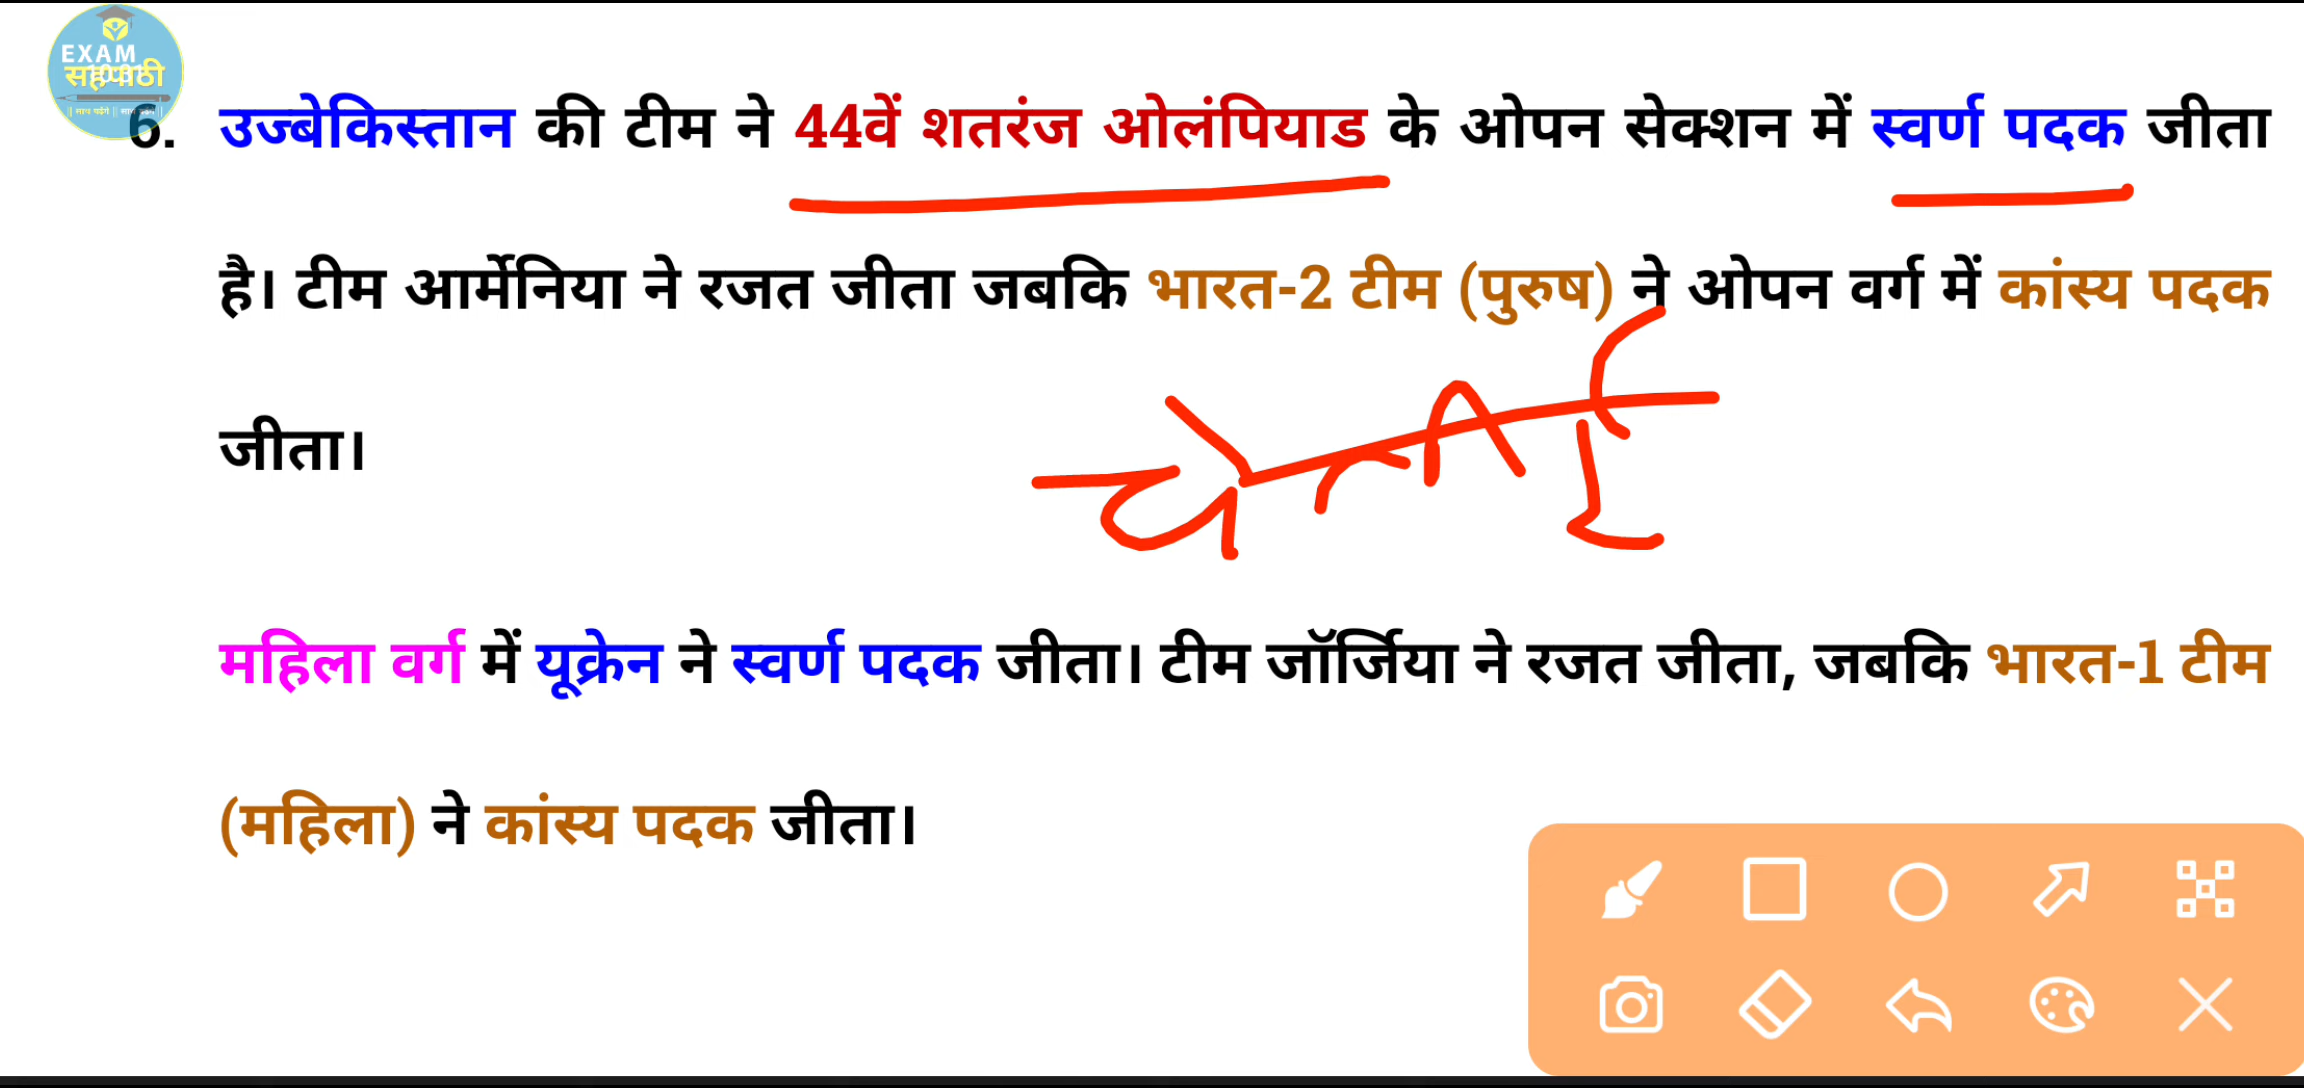 EXAM
सहपाठी
6. उज्बेकिस्तान की टीम ने 44वें शतरंज ओलंपियाड के ओपन सेक्शन में स्वर्ण पदक जीता
है। टीम आर्मेनिया ने रजत जीता जबकि भारत-2 टीम (पुरुष) ने ओपन वर्ग में कांस्य पदक
जीता।
चेन्नई
महिला वर्ग में यूक्रेन ने स्वर्ण पदक जीता। टीम जॉर्जिया ने रजत जीता, जबकि भारत-1 टीम
(महिला) ने कांस्य पदक जीता।